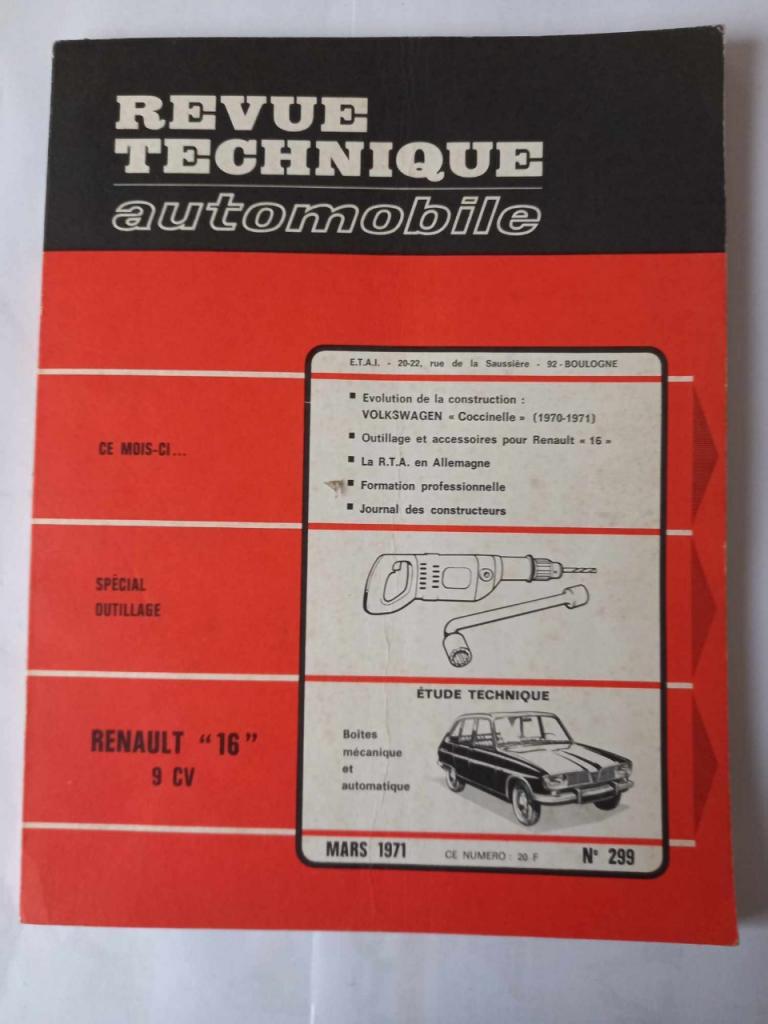 REVUE
TECHNIQUE
automobile
E.T.A.I. - 20-22, rue de la Saussière - 92 - BOULOGNE
CE MOIS-CI...
▪ Evolution de la construction :
VOLKSWAGEN « Coccinelle » (1970-1971)
▪ Outillage et accessoires pour Renault « 16 »
▪ La R.T.A. en Allemagne
▪ Formation professionnelle
▪ Journal des constructeurs
SPÉCIAL
OUTILLAGE
RENAULT "16"
9 CV
ÉTUDE TECHNIQUE
Boîtes
mécanique
et
automatique
MARS 1971 CE NUMERO : 20 F N° 299